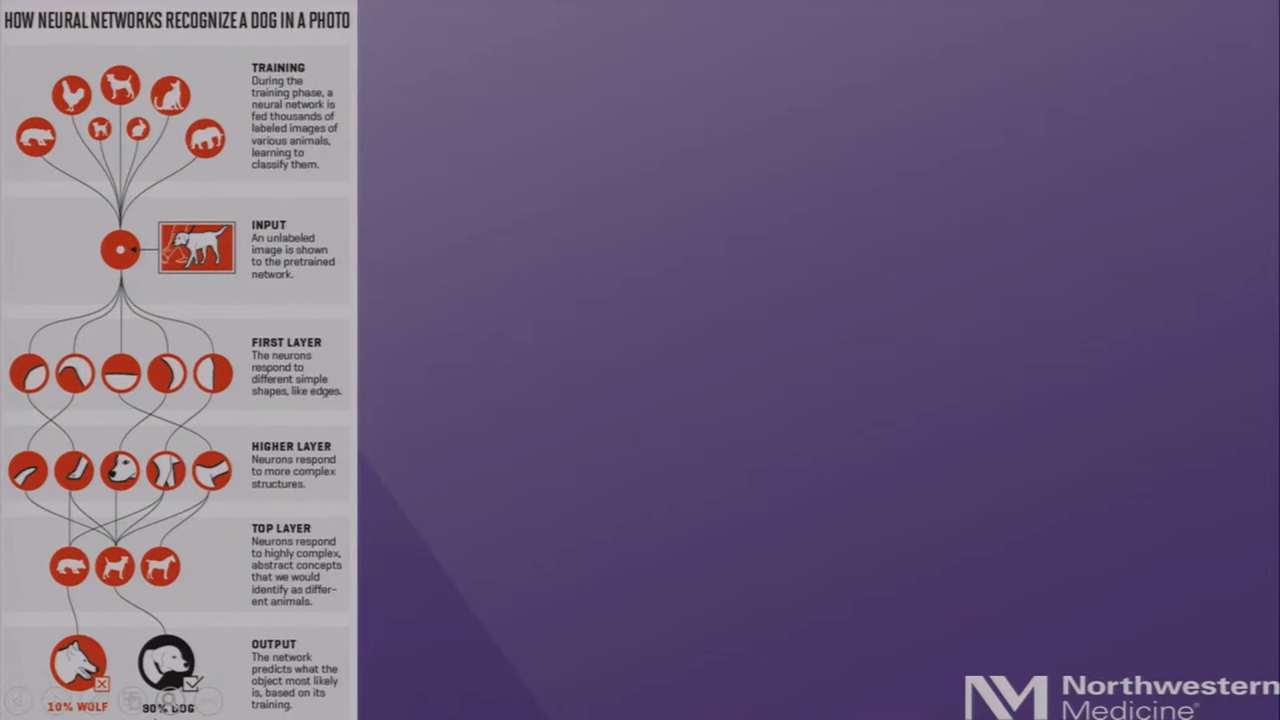 HOW NEURAL NETWORKS RECOGNIZE A DOG IN A PHOTO
TRAINING
During the
training phase, a
neural network is
fed thousands of
labeled images of
various animals,
learning to
classify them.
INPUT
An unlabeled
image is shown
to the pretrained
network.
FIRST LAYER
The neurons
respond to
different simple
shapes, like edges.
HIGHER LAYER
Neurons respond
to more complex
structures.
TOP LAYER
Neurons respond
to highly complex,
abstract concepts
that we would
identify as differ-
ent animals.
OUTPUT
The network
predicts what the
object most likely
is, based on its
training.
10% WOLF
90% DOG
Northwestern
Medicine®